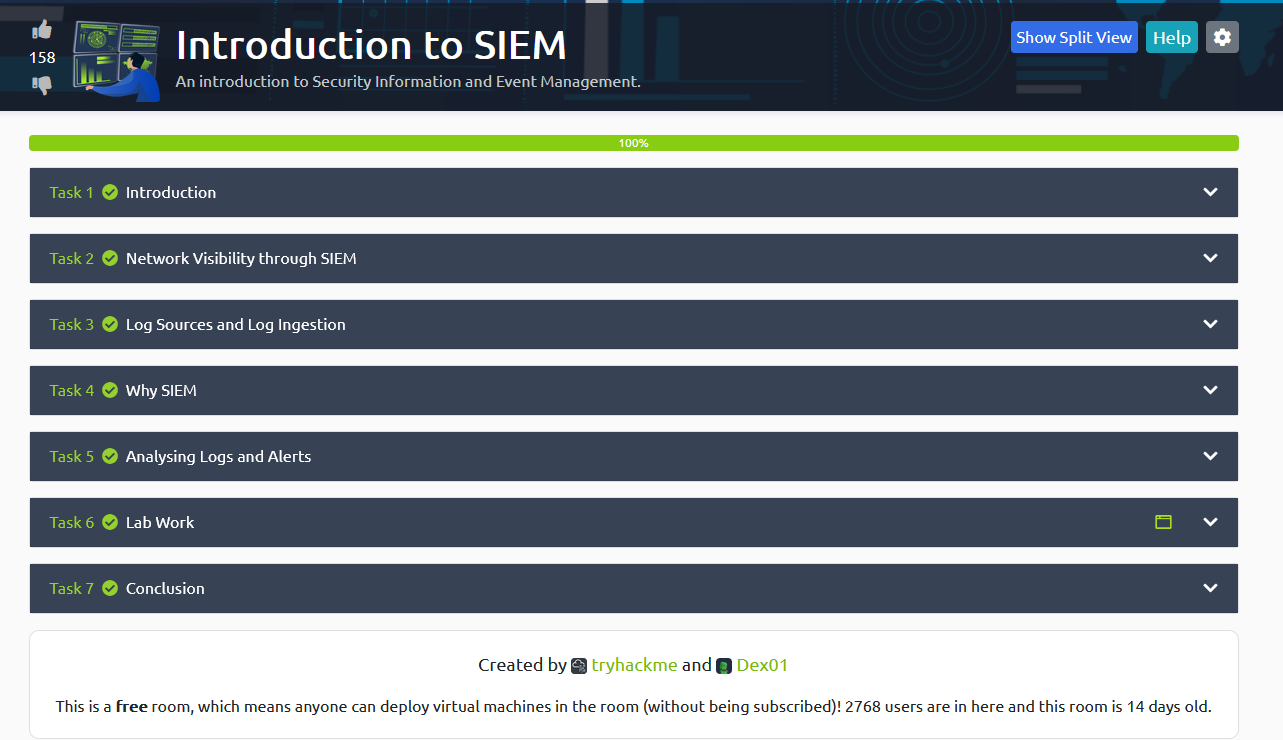 158
Introduction to SIEM
An introduction to Security Information and Event Management.
Show Split View
Help
100%
Task 1 Introduction
Task 2 Network Visibility through SIEM
Task 3 Log Sources and Log Ingestion
Task 4 Why SIEM
Task 5 Analysing Logs and Alerts
Task 6 Lab Work
Task 7 Conclusion
Created by tryhackme and Dex01
This is a free room, which means anyone can deploy virtual machines in the room (without being subscribed)! 2768 users are in here and this room is 14 days old.